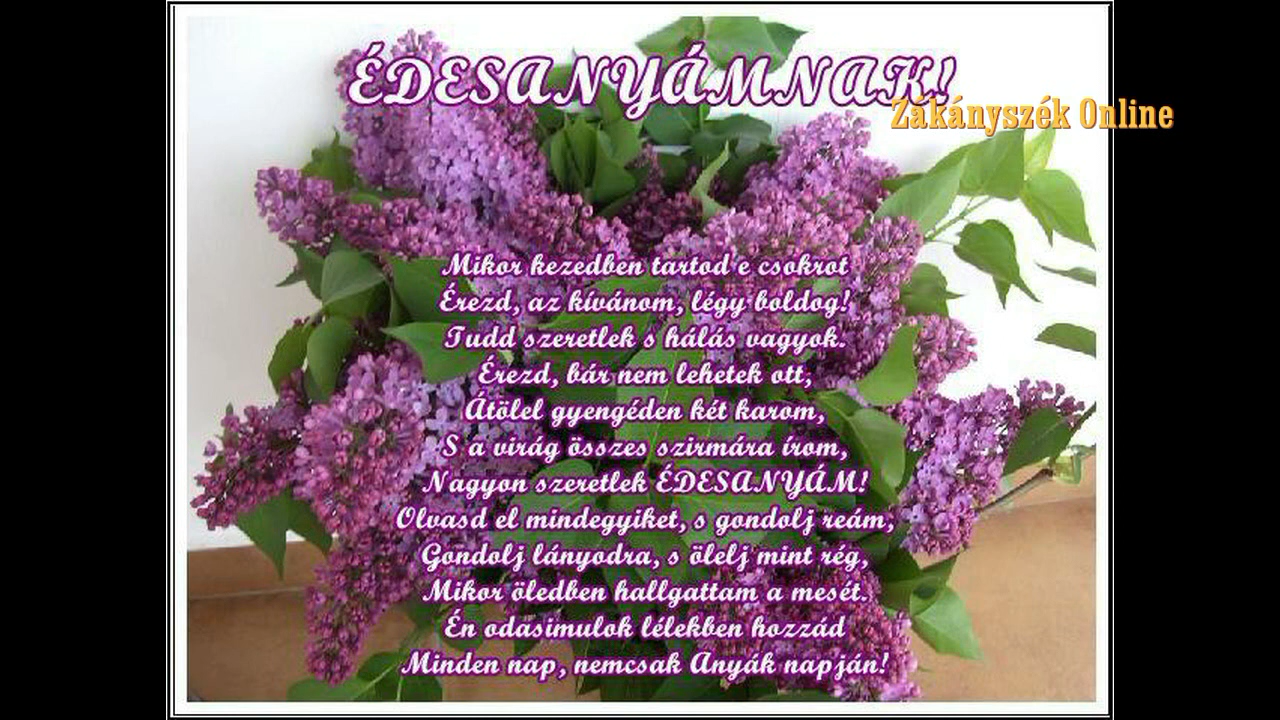 ÉDESANYÁMNAK!
Zákányszék Online
Mikor kezedben tartod e csokrot
Érezd, az kívánom, légy boldog!
Tudd szeretlek s hálás vagyok.
Érezd, bár nem lehetek ott,
Átölel gyengéden két karom,
S a virág összes szirmára írom,
Nagyon szeretlek ÉDESANYÁM!
Olvasd el mindegyiket, s gondolj reám,
Gondolj lányodra, s ölelj mint rég,
Mikor öledben hallgattam a mesét.
Én odasimulok lélekben hozzád
Minden nap, nemcsak Anyák napján!